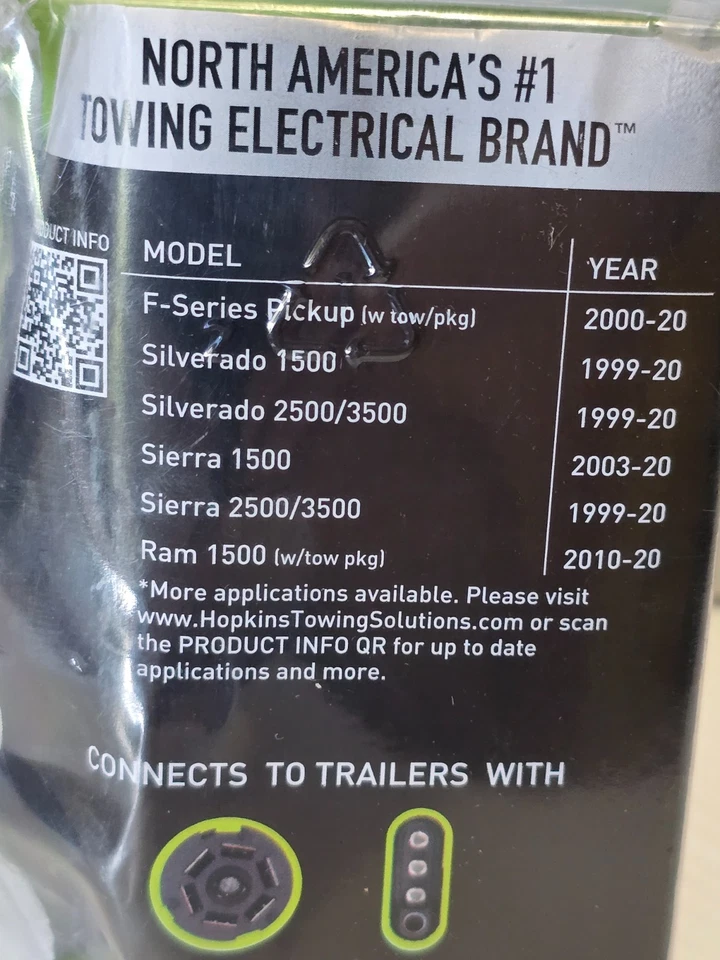 NORTH AMERICA'S #1
TOWING ELECTRICAL BRAND™
INFO
MODEL YEAR
F-Series Pickup (w tow/pkg) 2000-20
Silverado 1500 1999-20
Silverado 2500/3500 1999-20
Sierra 1500 2003-20
Sierra 2500/3500 1999-20
Ram 1500 (w/tow pkg) 2010-20
*More applications available. Please visit
www.HopkinsTowingSolutions.com or scan
the PRODUCT INFO QR for up to date
applications and more.
CONNECTS TO TRAILERS WITH